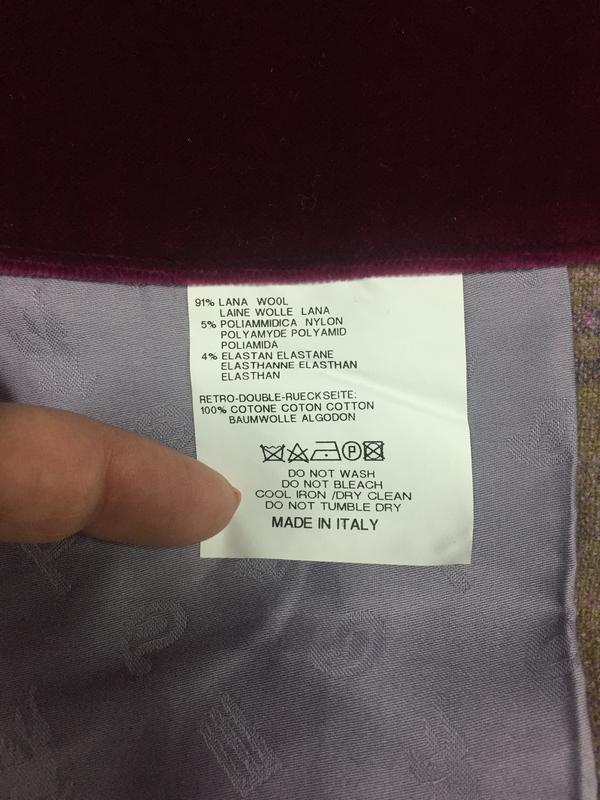 91% LANA WOOL
LAINE WOLLE LANA
5% POLIAMMIDICA NYLON
POLYAMYDE POLYAMID
POLIAMIDA
4% ELASTAN ELASTANE
ELASTHANNE ELASTHAN
ELASTHAN
RETRO-DOUBLE-RUECKSEITE:
100% COTONE COTON COTTON
BAUMWOLLE ALGODON
P
DO NOT WASH
DO NOT BLEACH
COOL IRON /DRY CLEAN
DO NOT TUMBLE DRY
MADE IN ITALY